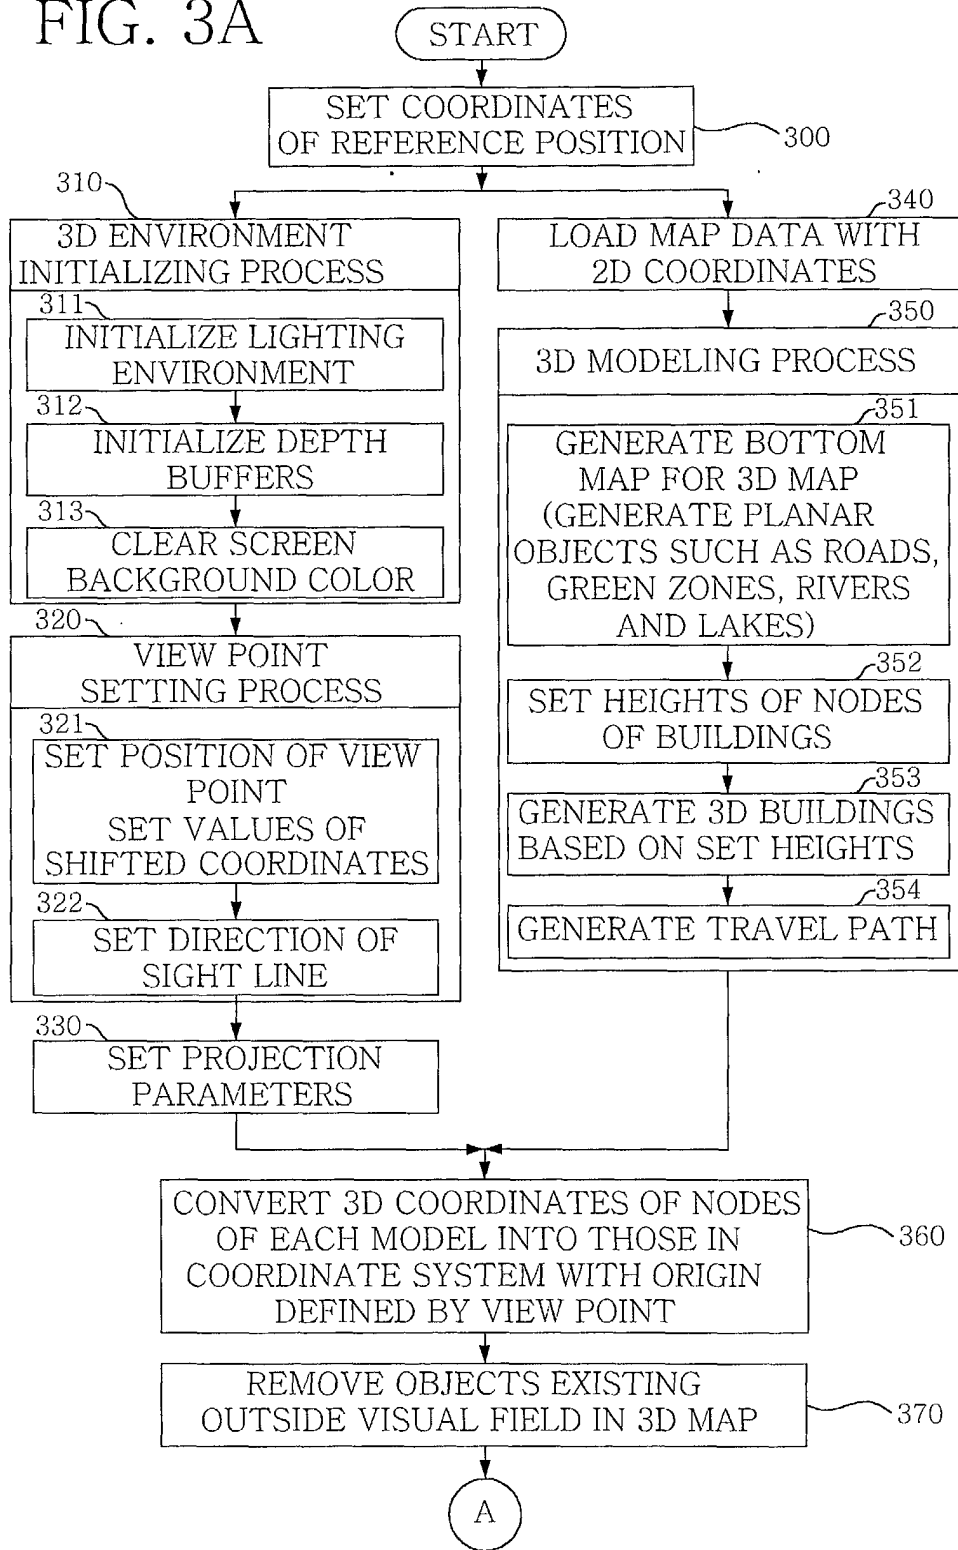 FIG. 3A
START
SET COORDINATES
OF REFERENCE POSITION
300
310
3D ENVIRONMENT
INITIALIZING PROCESS
311
INITIALIZE LIGHTING
ENVIRONMENT
312
INITIALIZE DEPTH
BUFFERS
313
CLEAR SCREEN
BACKGROUND COLOR
320
VIEW POINT
SETTING PROCESS
321
SET POSITION OF VIEW
POINT
SET VALUES OF
SHIFTED COORDINATES
322
SET DIRECTION OF
SIGHT LINE
330
SET PROJECTION
PARAMETERS
340
LOAD MAP DATA WITH
2D COORDINATES
350
3D MODELING PROCESS
351
GENERATE BOTTOM
MAP FOR 3D MAP
(GENERATE PLANAR
OBJECTS SUCH AS ROADS,
GREEN ZONES, RIVERS
AND LAKES)
352
SET HEIGHTS OF NODES
OF BUILDINGS
353
GENERATE 3D BUILDINGS
BASED ON SET HEIGHTS
354
GENERATE TRAVEL PATH
CONVERT 3D COORDINATES OF NODES
OF EACH MODEL INTO THOSE IN
COORDINATE SYSTEM WITH ORIGIN
DEFINED BY VIEW POINT
360
REMOVE OBJECTS EXISTING
OUTSIDE VISUAL FIELD IN 3D MAP
370
A